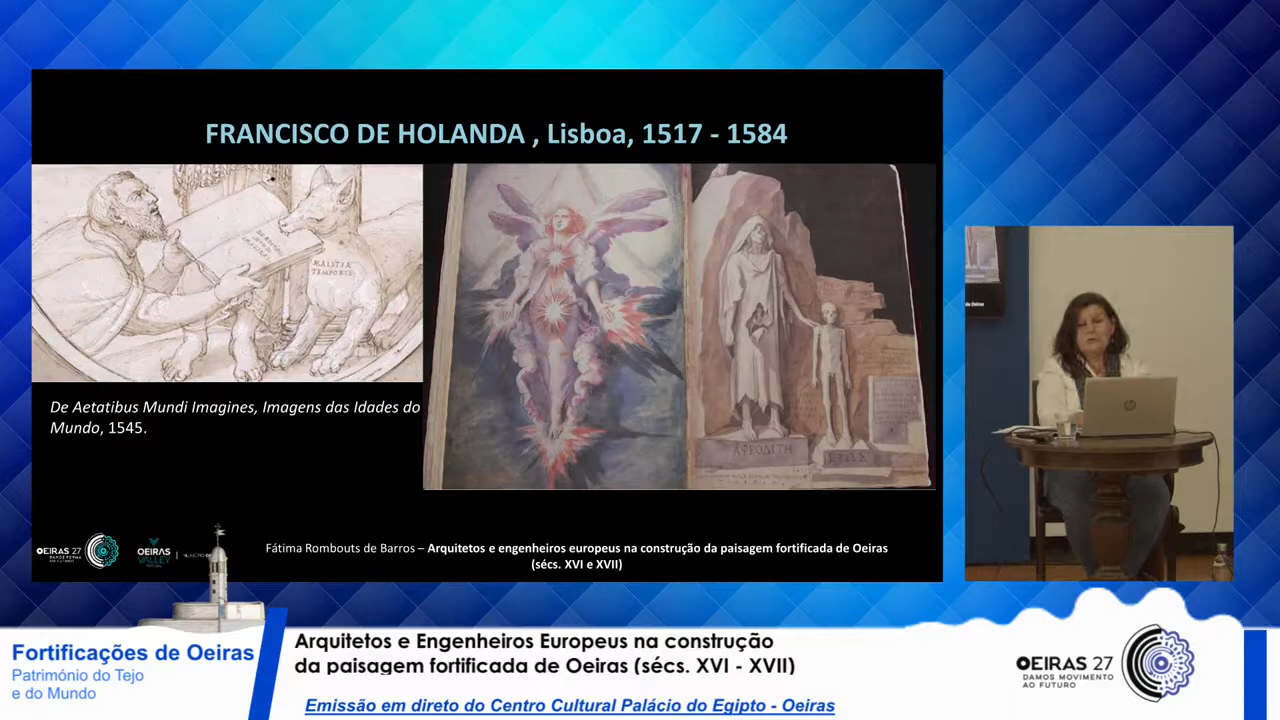 FRANCISCO DE HOLANDA , Lisboa, 1517 - 1584
MALITIA
TEMPORIS
De Aetatibus Mundi Imagines, Imagens das Idades do
Mundo, 1545.
OEIRAS 27
OEIRAS
VALLEY
Fátima Rombouts de Barros – Arquitetos e engenheiros europeus na construção da paisagem fortificada de Oeiras
(sécs. XVI e XVII)
hp
Fortificações de Oeiras
Património do Tejo
e do Mundo
Arquitetos e Engenheiros Europeus na construção
da paisagem fortificada de Oeiras (sécs. XVI - XVII)
Emissão em direto do Centro Cultural Palácio do Egipto - Oeiras
OEIRAS 27
DAMOS MOVIMENTO
AO FUTURO